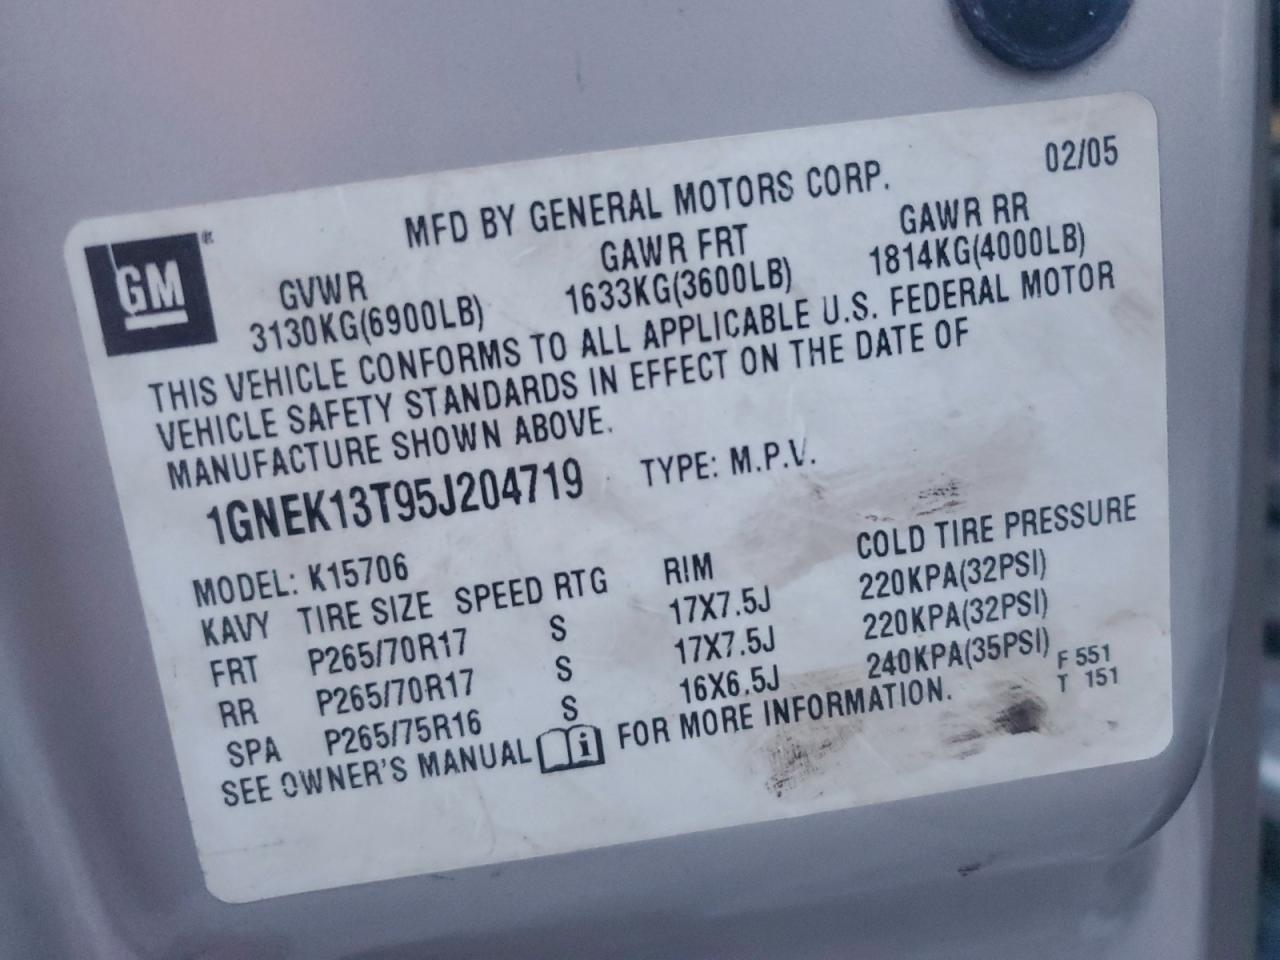 GM®
MFD BY GENERAL MOTORS CORP. 02/05
GVWR GAWR FRT GAWR RR
3130KG(6900LB) 1633KG(3600LB) 1814KG(4000LB)
THIS VEHICLE CONFORMS TO ALL APPLICABLE U.S. FEDERAL MOTOR
VEHICLE SAFETY STANDARDS IN EFFECT ON THE DATE OF
MANUFACTURE SHOWN ABOVE.
1GNEK13T95J204719 TYPE: M.P.V.
MODEL: K15706
KAVY TIRE SIZE SPEED RTG RIM COLD TIRE PRESSURE
FRT P265/70R17 S 17X7.5J 220KPA(32PSI)
RR P265/70R17 S 17X7.5J 220KPA(32PSI)
SPA P265/75R16 S 16X6.5J 240KPA(35PSI)
SEE OWNER'S MANUAL i FOR MORE INFORMATION.
F 551
T 151